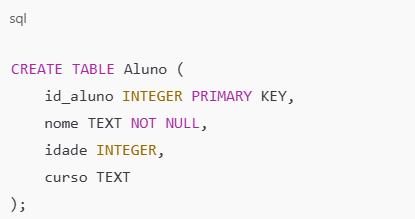 sql
CREATE TABLE Aluno (
    id_aluno INTEGER PRIMARY KEY,
    nome TEXT NOT NULL,
    idade INTEGER,
    curso TEXT
);